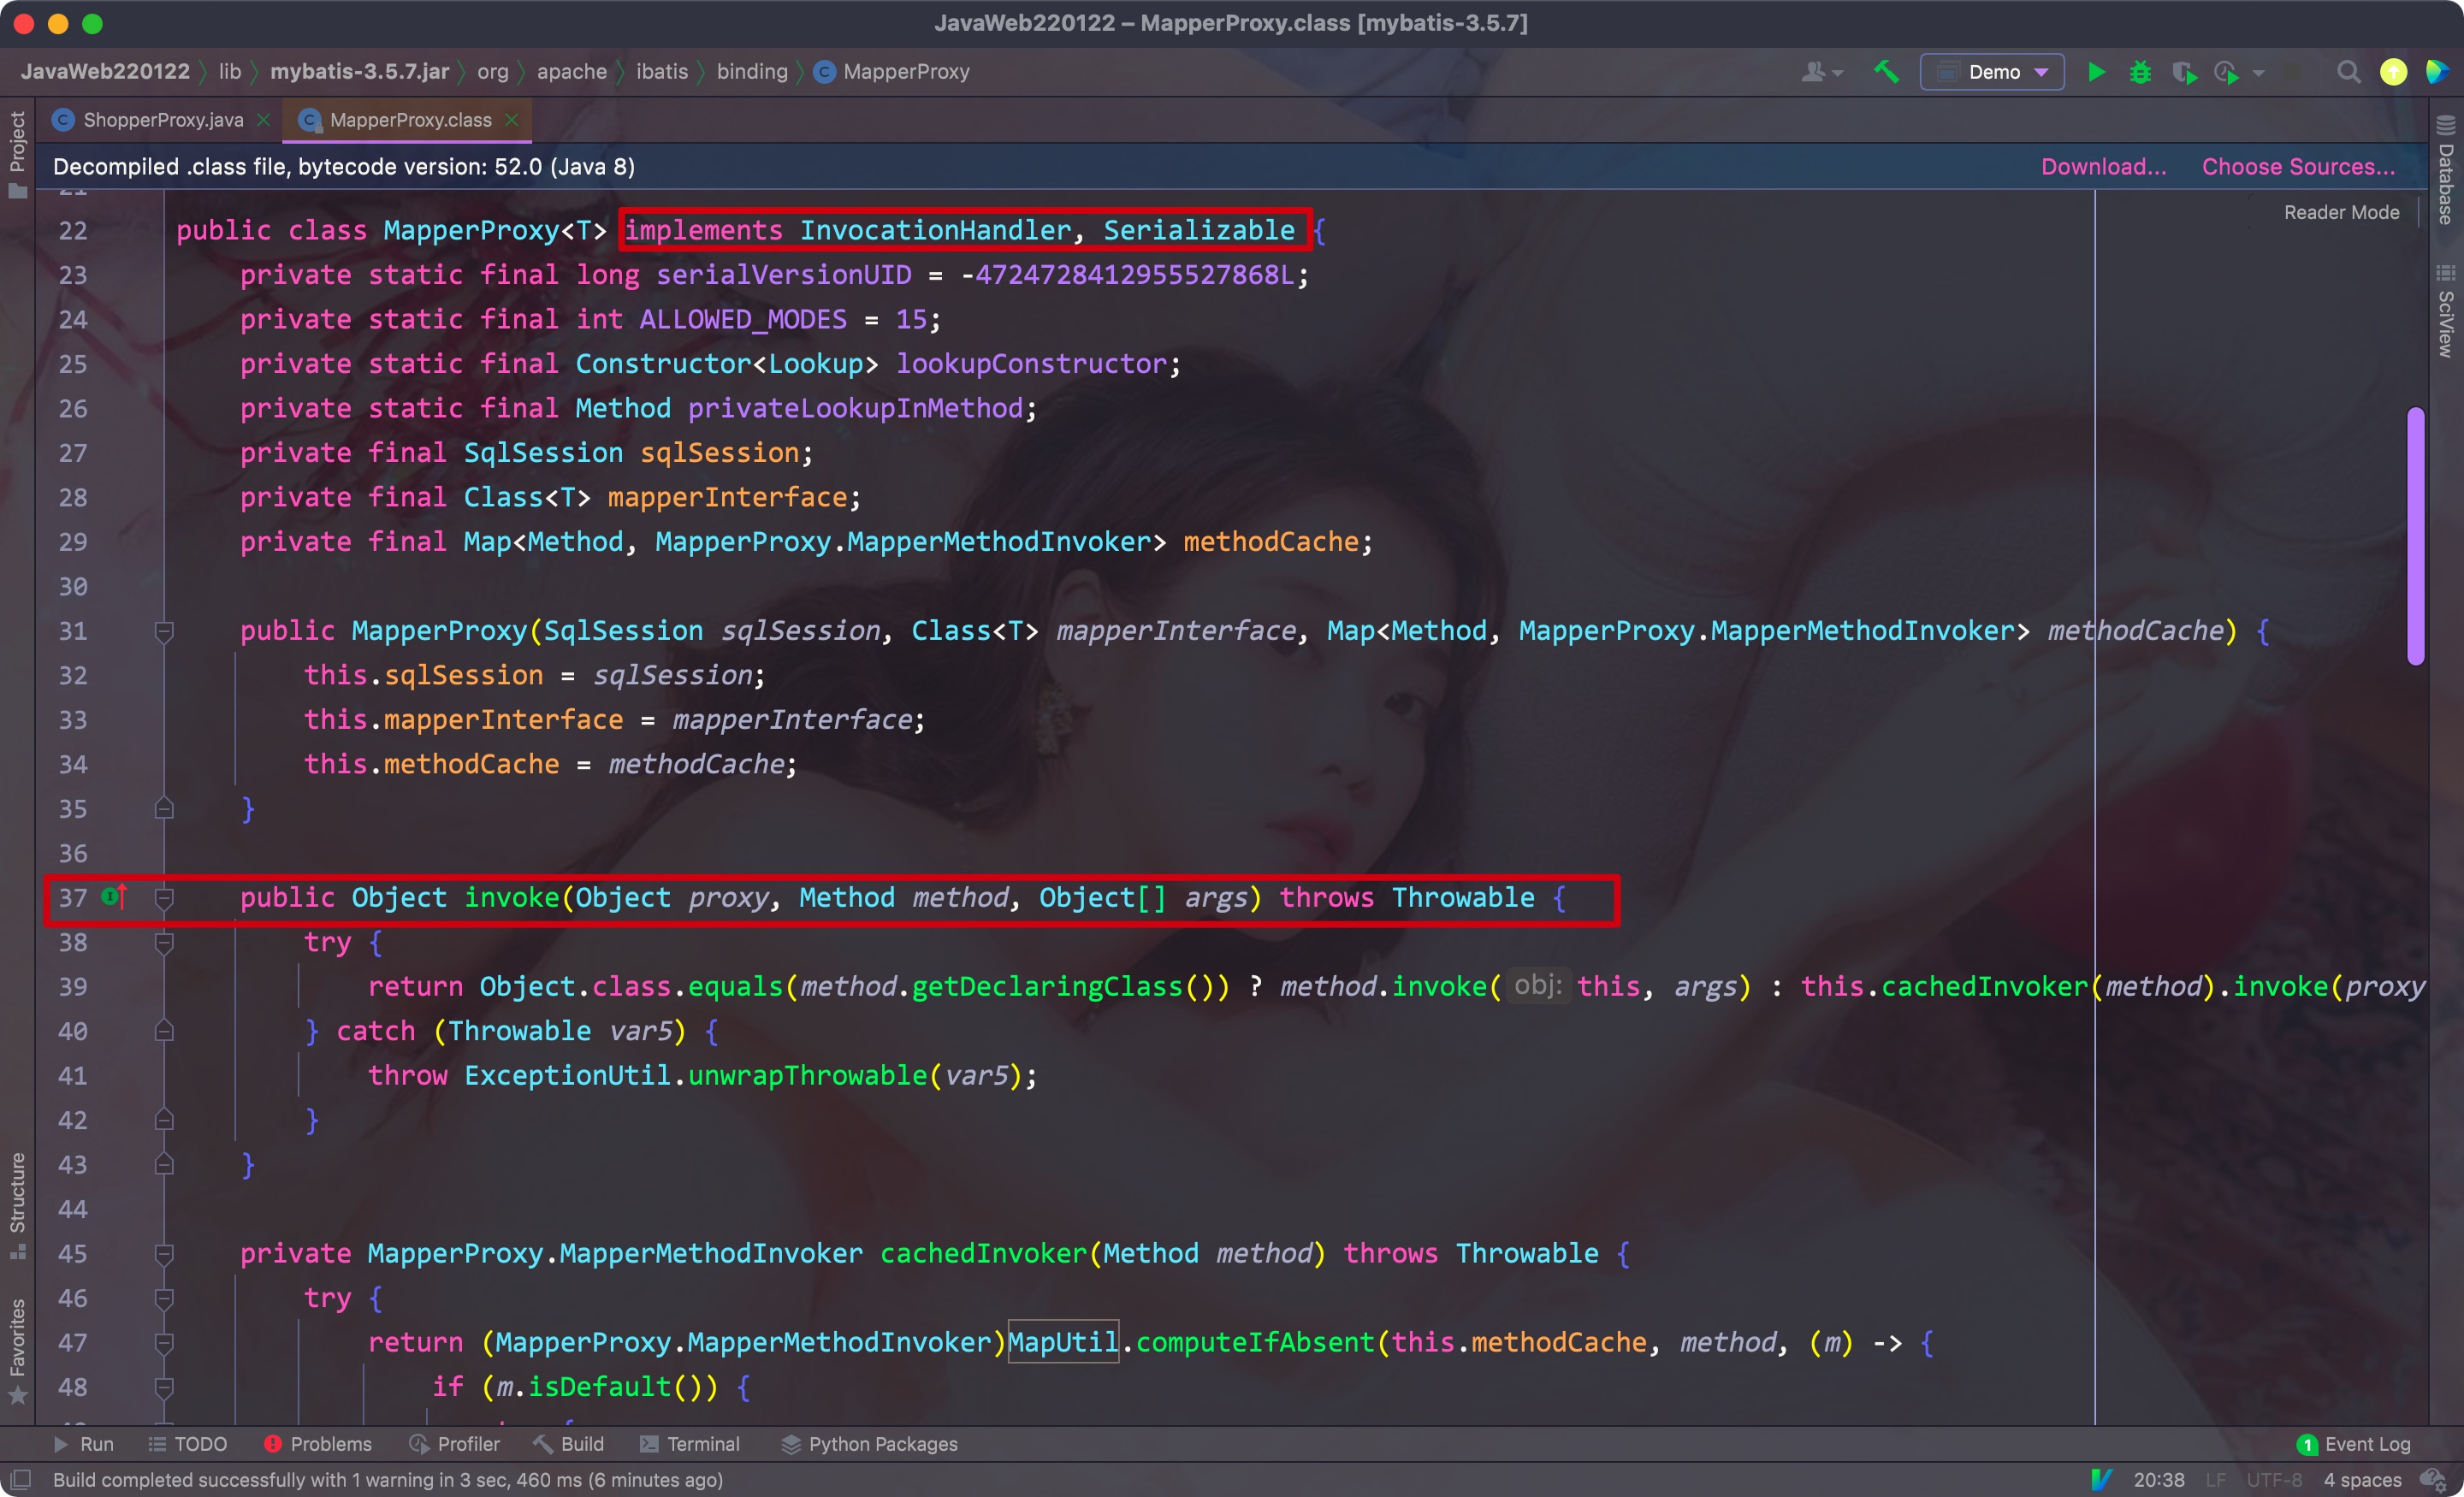 JavaWeb220122 – MapperProxy.class [mybatis-3.5.7]
JavaWeb220122 lib mybatis-3.5.7.jar org apache ibatis binding MapperProxy
Demo
ShopperProxy.java MapperProxy.class
Decompiled .class file, bytecode version: 52.0 (Java 8) Download... Choose Sources...
Reader Mode
Project
Structure
Favorites
Database
SciView
22 public class MapperProxy<T> implements InvocationHandler, Serializable {
23 private static final long serialVersionUID = -4724728412955527868L;
24 private static final int ALLOWED_MODES = 15;
25 private static final Constructor<Lookup> lookupConstructor;
26 private static final Method privateLookupInMethod;
27 private final SqlSession sqlSession;
28 private final Class<T> mapperInterface;
29 private final Map<Method, MapperProxy.MapperMethodInvoker> methodCache;
30
31 public MapperProxy(SqlSession sqlSession, Class<T> mapperInterface, Map<Method, MapperProxy.MapperMethodInvoker> methodCache) {
32 this.sqlSession = sqlSession;
33 this.mapperInterface = mapperInterface;
34 this.methodCache = methodCache;
35 }
36
37 public Object invoke(Object proxy, Method method, Object[] args) throws Throwable {
38 try {
39 return Object.class.equals(method.getDeclaringClass()) ? method.invoke( obj: this, args) : this.cachedInvoker(method).invoke(proxy
40 } catch (Throwable var5) {
41 throw ExceptionUtil.unwrapThrowable(var5);
42 }
43 }
44
45 private MapperProxy.MapperMethodInvoker cachedInvoker(Method method) throws Throwable {
46 try {
47 return (MapperProxy.MapperMethodInvoker)MapUtil.computeIfAbsent(this.methodCache, method, (m) -> {
48 if (m.isDefault()) {
Run TODO Problems Profiler Build Terminal Python Packages 1 Event Log
Build completed successfully with 1 warning in 3 sec, 460 ms (6 minutes ago) 20:38 LF UTF-8 4 spaces